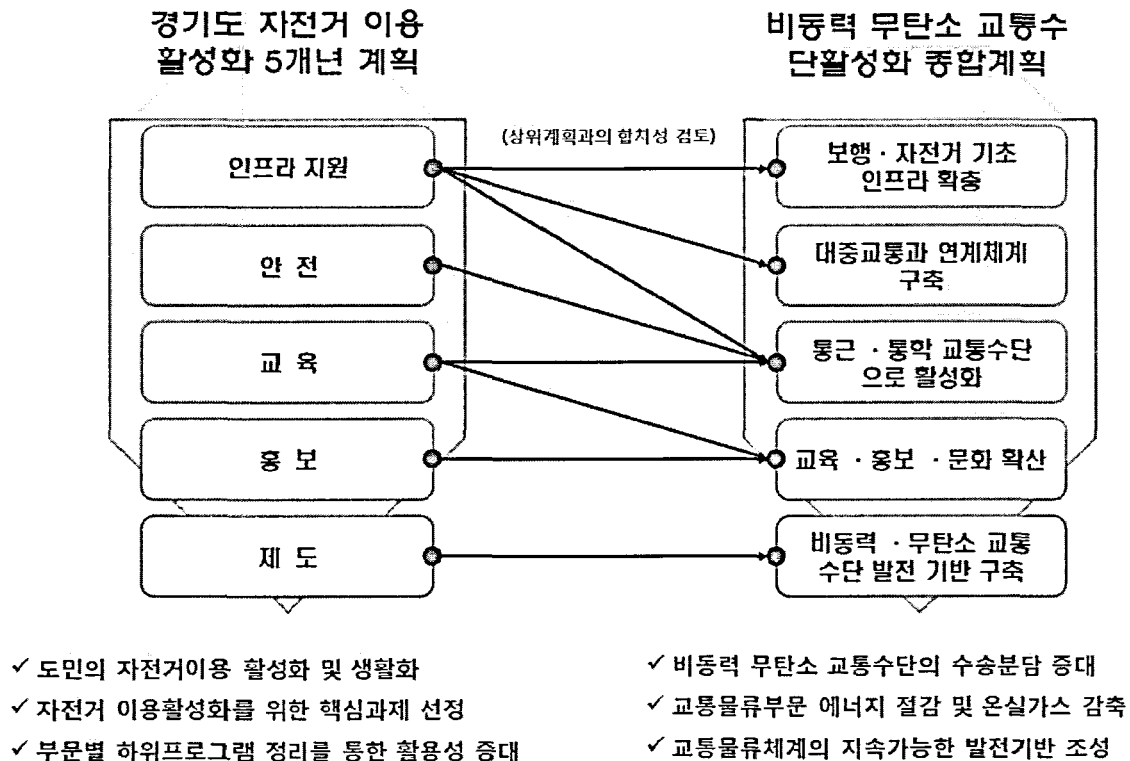 경기도 자전거 이용
활성화 5개년 계획
비동력 무탄소 교통수
단활성화 종합계획
(상위계획과의 합치성 검토)
인프라 지원
보행 · 자전거 기초
인프라 확충
안 전
대중교통과 연계체계
구축
교 육
통근 · 통학 교통수단
으로 활성화
홍 보
교육 · 홍보 · 문화 확산
제 도
비동력 · 무탄소 교통
수단 발전 기반 구축
✓ 도민의 자전거이용 활성화 및 생활화
✓ 자전거 이용활성화를 위한 핵심과제 선정
✓ 부문별 하위프로그램 정리를 통한 활용성 증대
✓ 비동력 무탄소 교통수단의 수송분담 증대
✓ 교통물류부문 에너지 절감 및 온실가스 감축
✓ 교통물류체계의 지속가능한 발전기반 조성